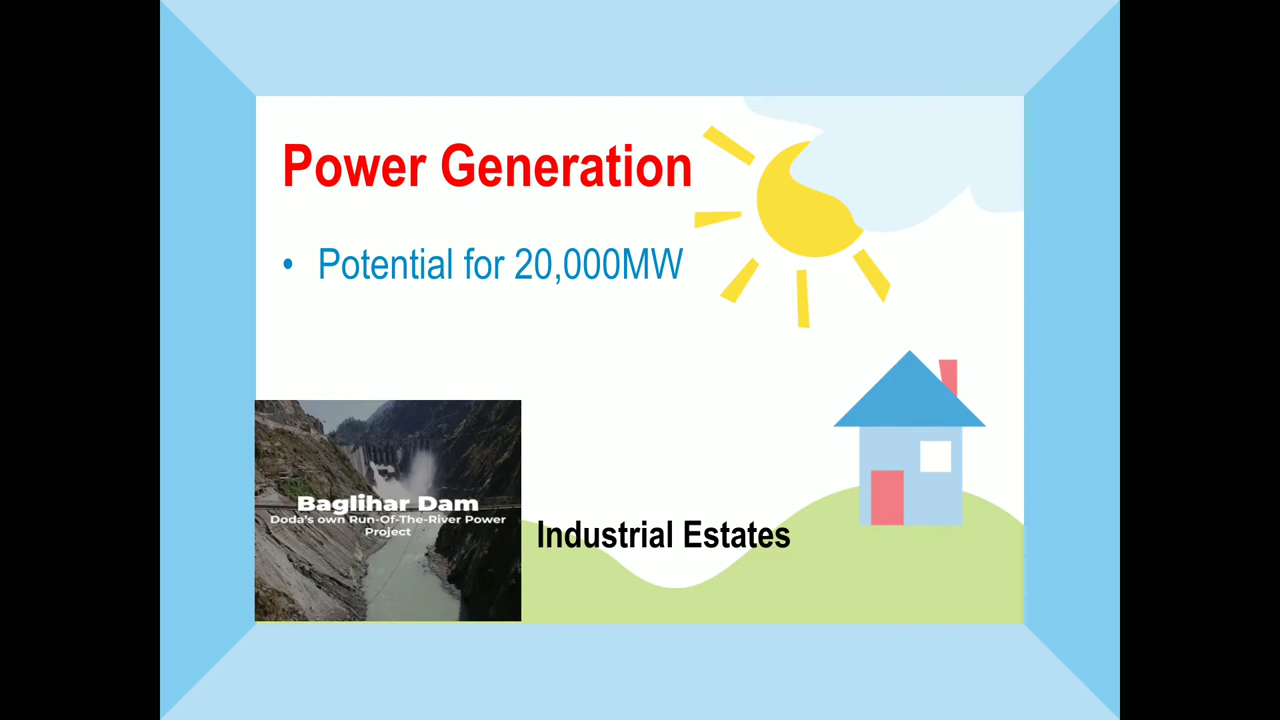 Power Generation
• Potential for 20,000MW
Baglihar Dam
Doda's own Run-Of-The-River Power
Project
Industrial Estates